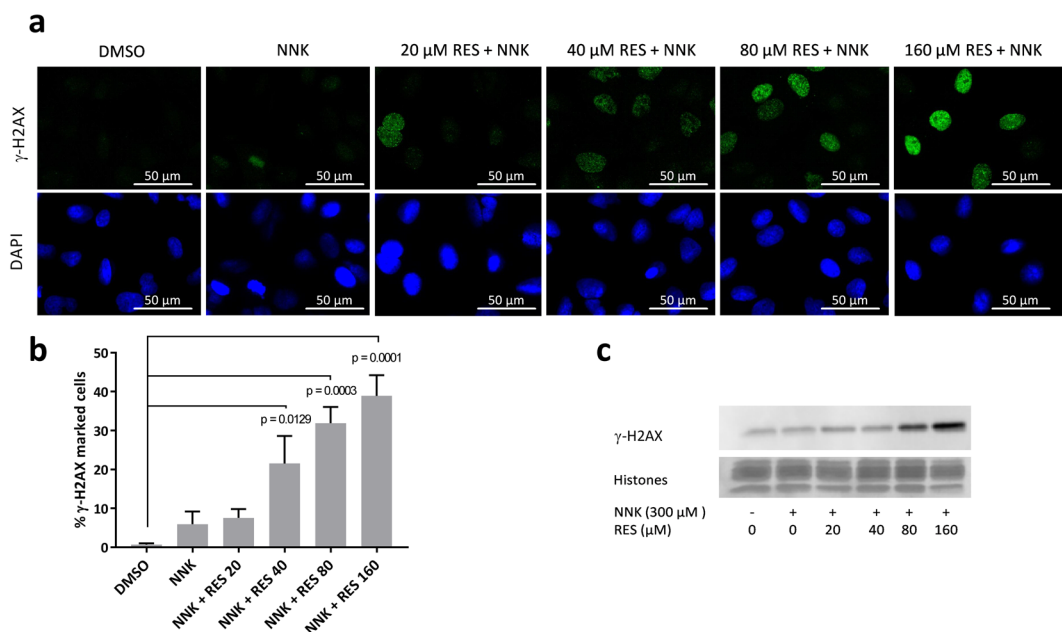 a
DMSO NNK 20 µM RES + NNK 40 µM RES + NNK 80 µM RES + NNK 160 µM RES + NNK
γ-H2AX
50 µm 50 µm 50 µm 50 µm 50 µm 50 µm
DAPI
50 µm 50 µm 50 µm 50 µm 50 µm 50 µm
b
% γ-H2AX marked cells
50
40
30
20
10
0
p = 0.0129
p = 0.0003
p = 0.0001
DMSO
NNK
NNK + RES 20
NNK + RES 40
NNK + RES 80
NNK + RES 160
c
γ-H2AX
Histones
NNK (300 µM ) - + + + + +
RES (µM) 0 0 20 40 80 160